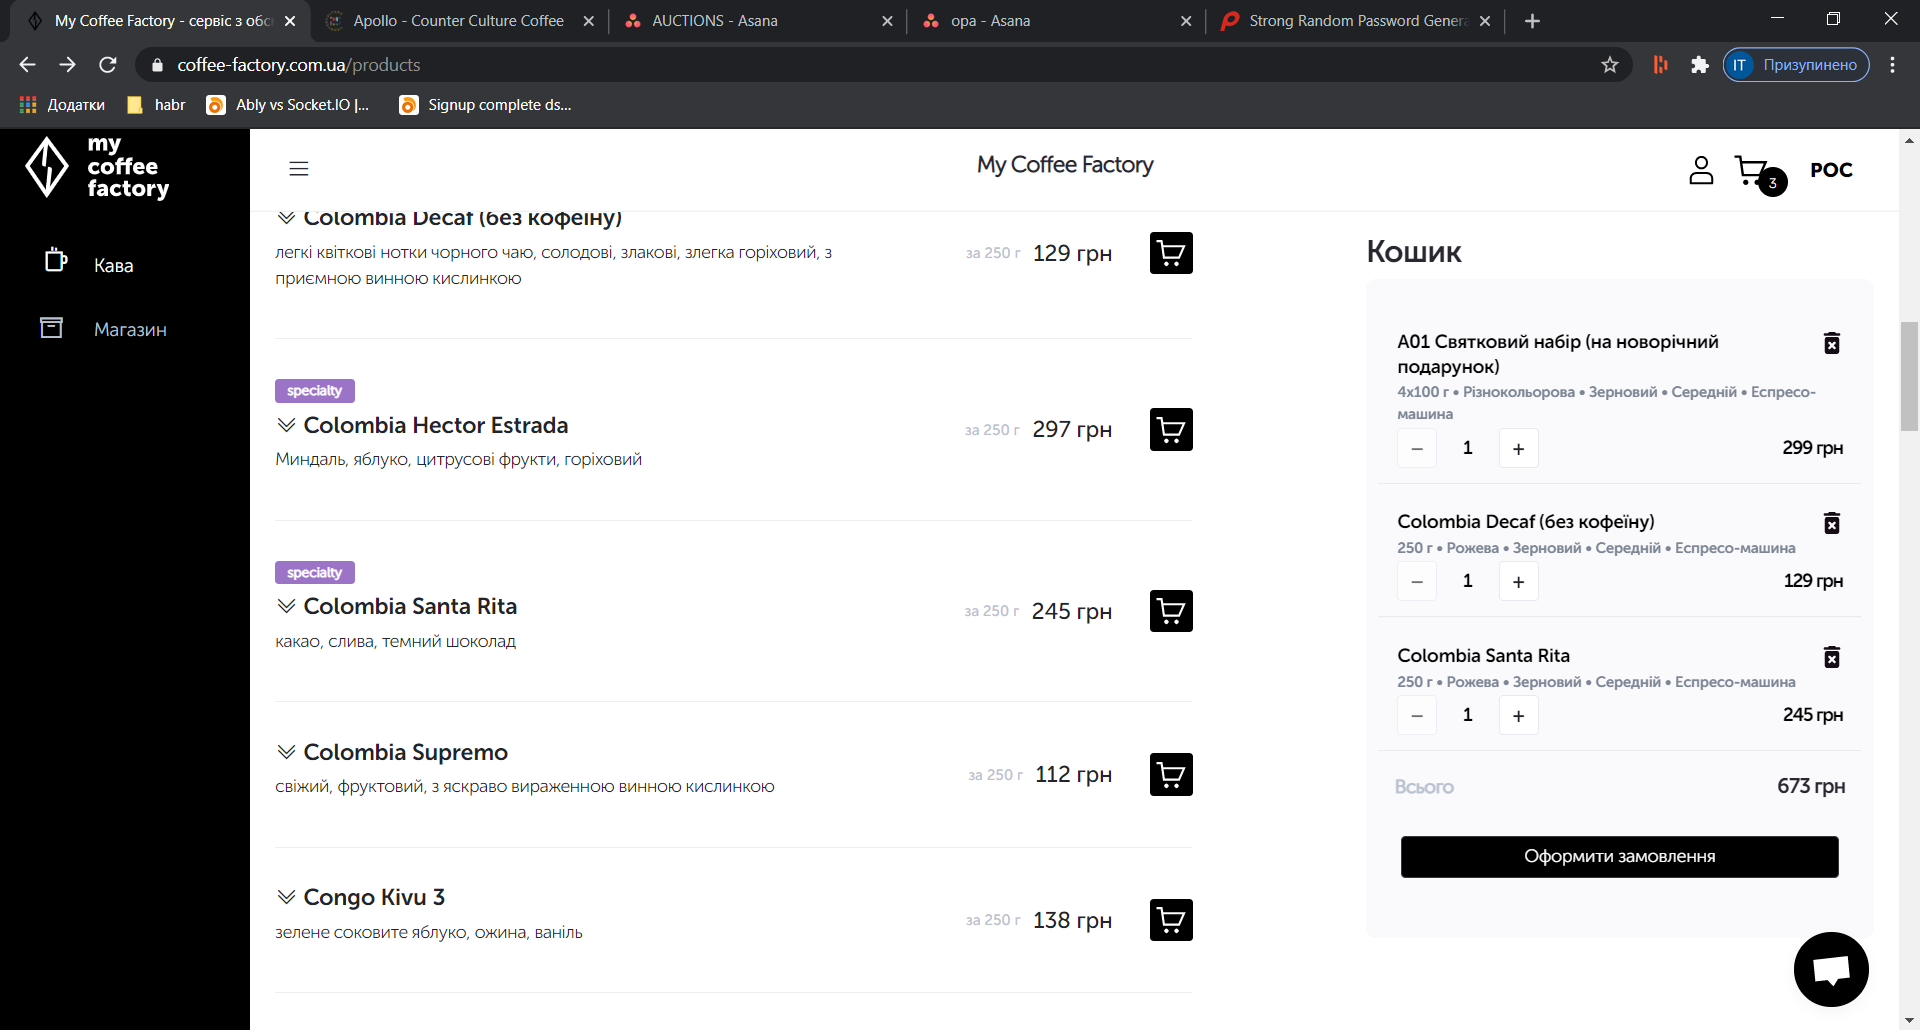 My Coffee Factory - сервіс з обс
Apollo - Counter Culture Coffee
AUCTIONS - Asana
opa - Asana
Strong Random Password Genera
coffee-factory.com.ua/products
IT Призупинено
Додатки
habr
Ably vs Socket.IO |...
Signup complete ds...
my
coffee
factory
Кава
Магазин
My Coffee Factory
3
РОС
Colombia Decaf (без кофеїну)
легкі квіткові нотки чорного чаю, солодові, злакові, злегка горіховий, з
приємною винною кислинкою
за 250 г 129 грн
specialty
Colombia Hector Estrada
Миндаль, яблуко, цитрусові фрукти, горіховий
за 250 г 297 грн
specialty
Colombia Santa Rita
какао, слива, темний шоколад
за 250 г 245 грн
Colombia Supremo
свіжий, фруктовий, з яскраво вираженною винною кислинкою
за 250 г 112 грн
Congo Kivu 3
зелене соковите яблуко, ожина, ваніль
за 250 г 138 грн
Кошик
А01 Святковий набір (на новорічний
подарунок)
4x100 г • Різнокольорова • Зерновий • Середній • Еспресо-
машина
− 1 + 299 грн
Colombia Decaf (без кофеїну)
250 г • Рожева • Зерновий • Середній • Еспресо-машина
− 1 + 129 грн
Colombia Santa Rita
250 г • Рожева • Зерновий • Середній • Еспресо-машина
− 1 + 245 грн
Всього 673 грн
Оформити замовлення